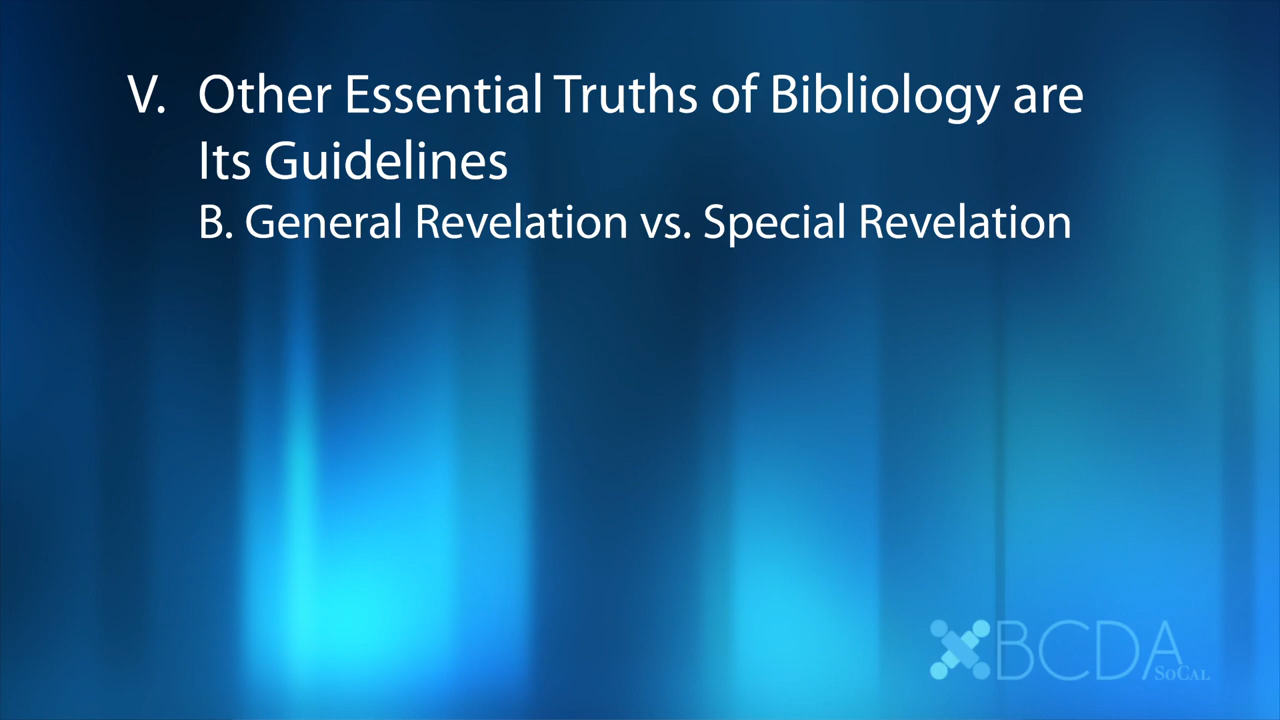 V. Other Essential Truths of Bibliology are
Its Guidelines
B. General Revelation vs. Special Revelation
BCDA
SoCal